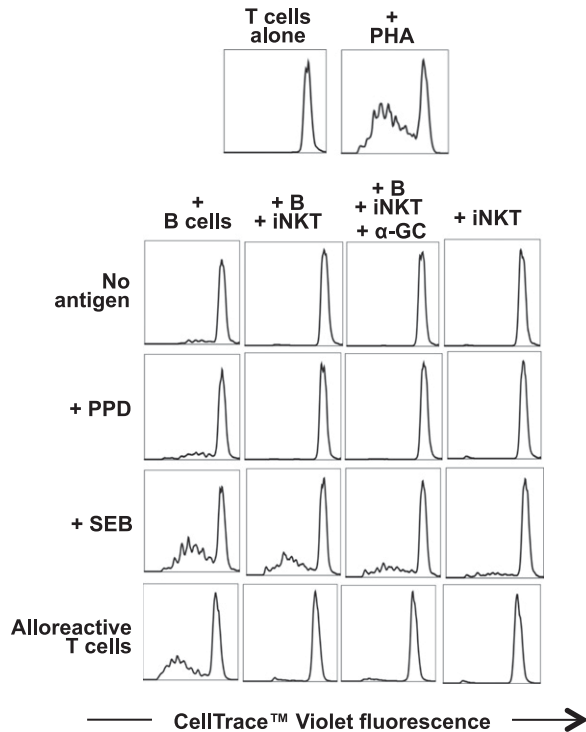 T cells
alone
+
PHA
+
B cells
+ B
+ iNKT
+ B
+ iNKT
+ α-GC
+ iNKT
No
antigen
+ PPD
+ SEB
Alloreactive
T cells
CellTrace™ Violet fluorescence